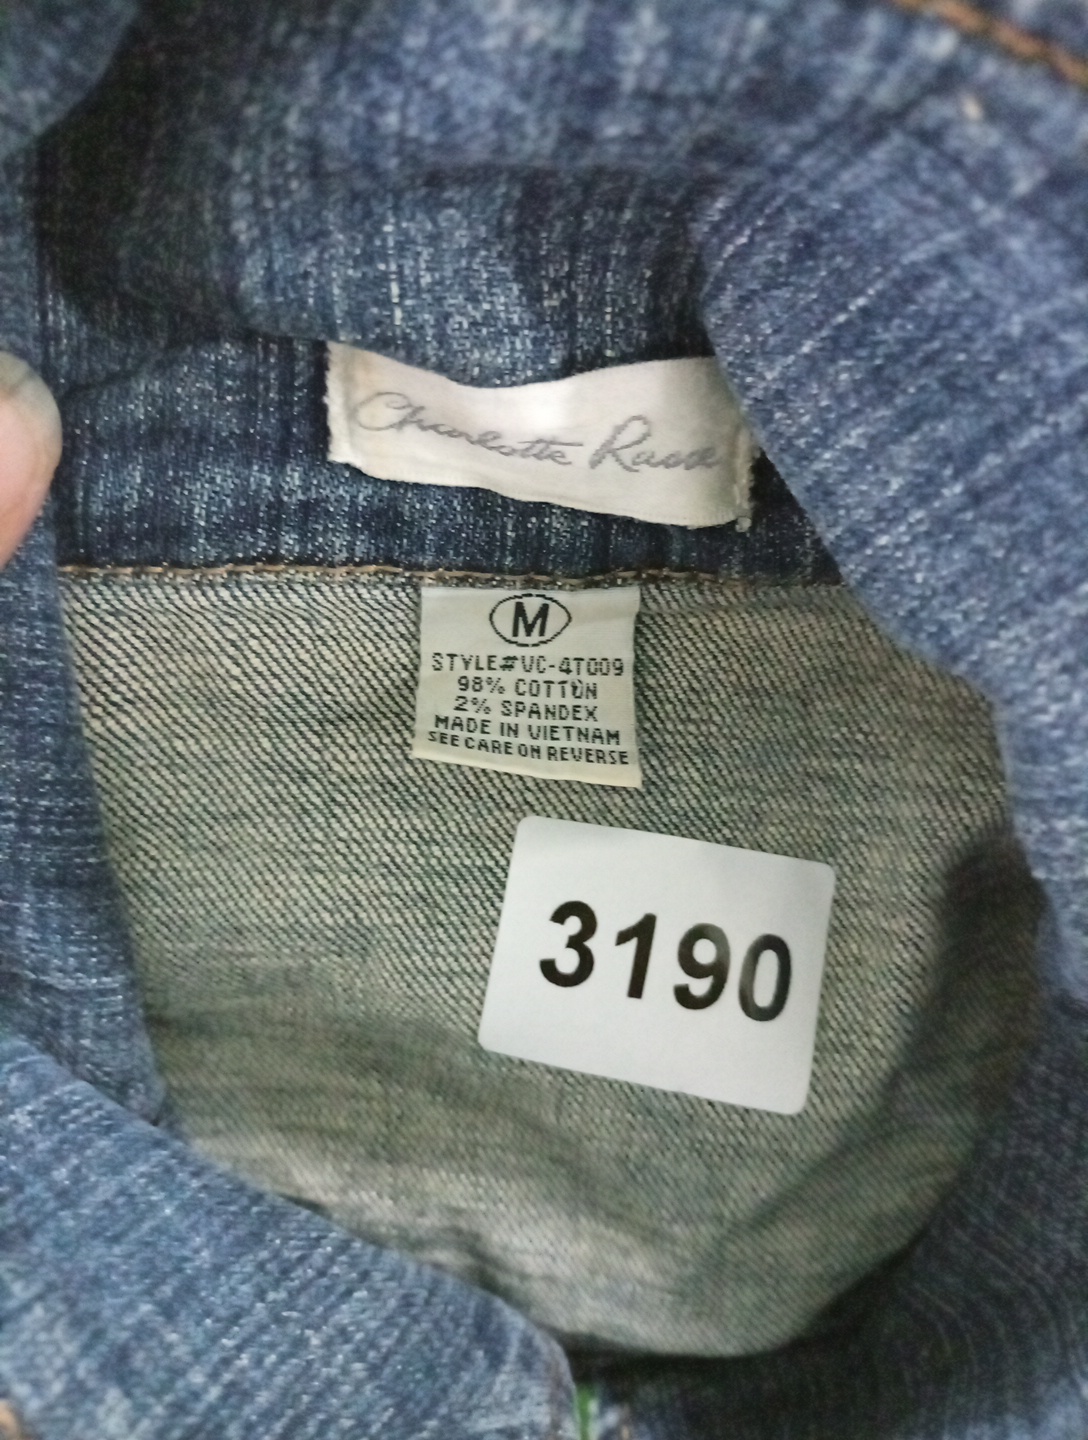 Charlotte Russe
M
STYLE#VC-4T009
98% COTTON
2% SPANDEX
MADE IN VIETNAM
SEE CARE ON REVERSE
3190